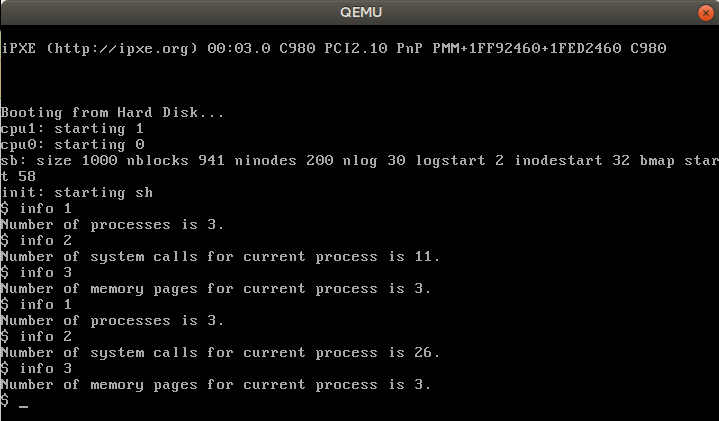 QEMU
iPXE (http://ipxe.org) 00:03.0 C980 PCI2.10 PnP PMM+1FF92460+1FED2460 C980
Booting from Hard Disk...
cpu1: starting 1
cpu0: starting 0
sb: size 1000 nblocks 941 ninodes 200 nlog 30 logstart 2 inodestart 32 bmap star
t 58
init: starting sh
$ info 1
Number of processes is 3.
$ info 2
Number of system calls for current process is 11.
$ info 3
Number of memory pages for current process is 3.
$ info 1
Number of processes is 3.
$ info 2
Number of system calls for current process is 26.
$ info 3
Number of memory pages for current process is 3.
$ _